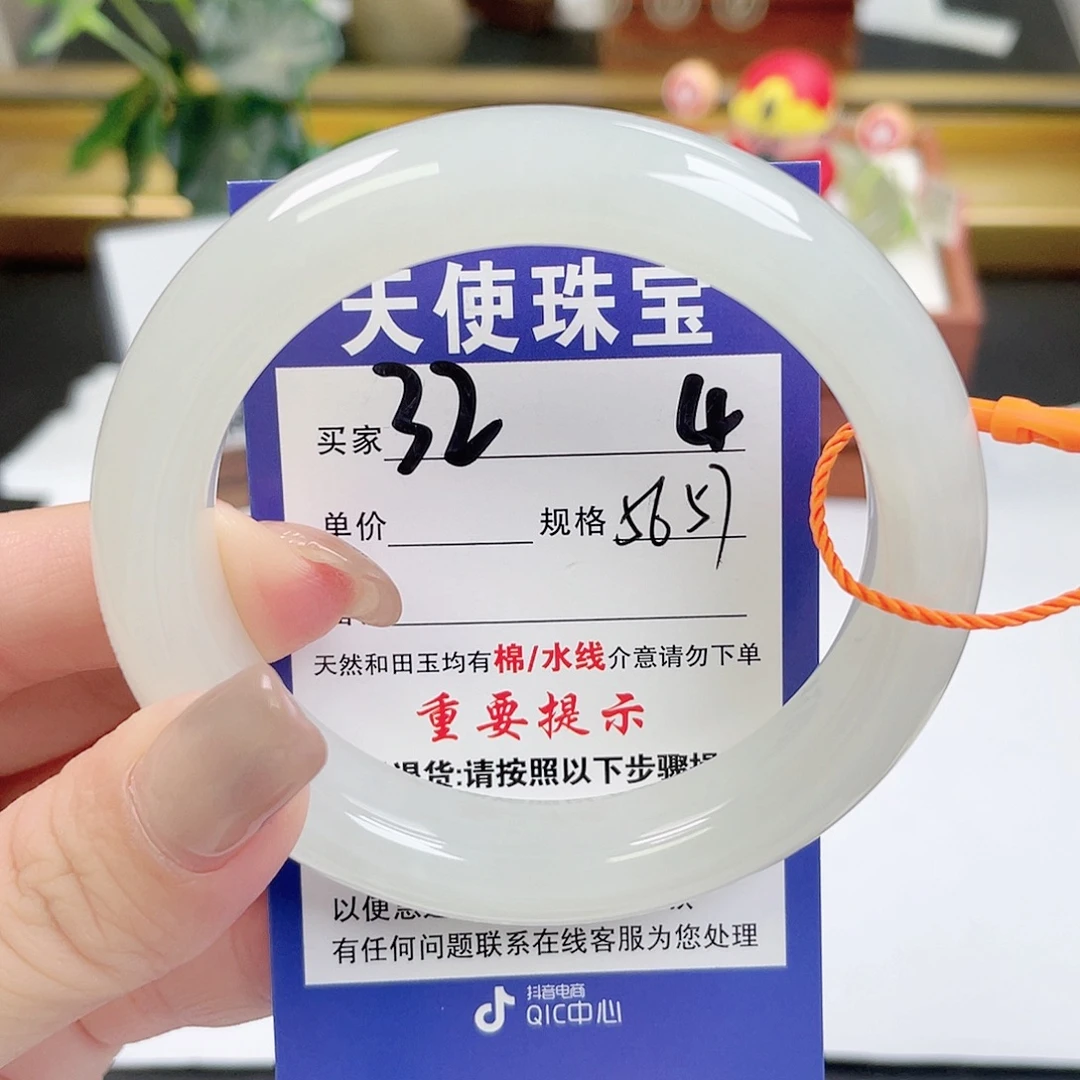 天使珠宝
买家 32 4
单价 规格 5657
天然和田玉均有棉/水线介意请勿下单
重要提示
退货:请按照以下步骤
以便
有任何问题联系在线客服为您处理
抖音电商
QIC中心